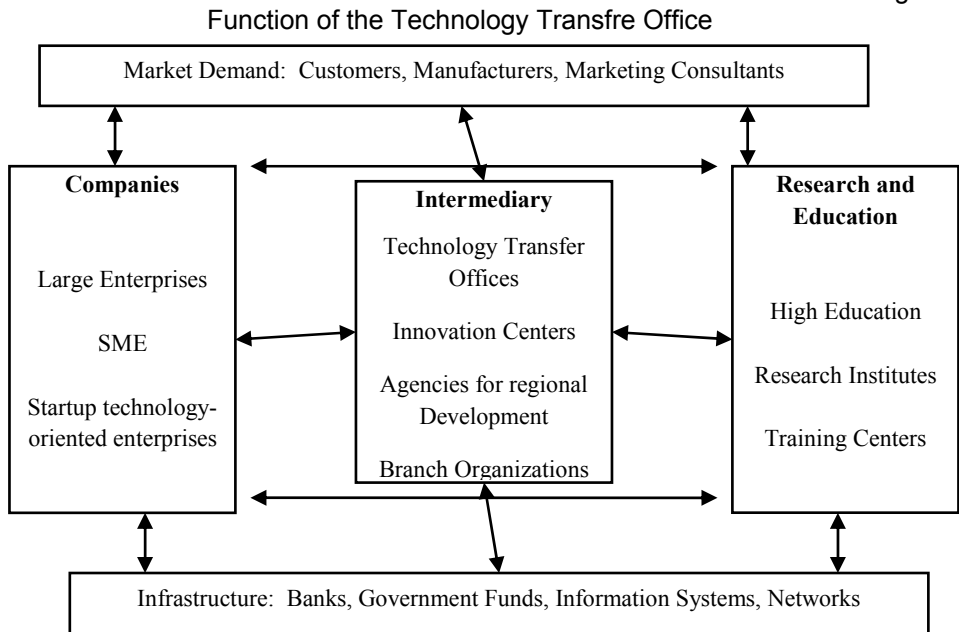 Function of the Technology Transfre Office
Market Demand: Customers, Manufacturers, Marketing Consultants
Companies
Large Enterprises
SME
Startup technology-
oriented enterprises
Intermediary
Technology Transfer
Offices
Innovation Centers
Agencies for regional
Development
Branch Organizations
Research and
Education
High Education
Research Institutes
Training Centers
Infrastructure: Banks, Government Funds, Information Systems, Networks